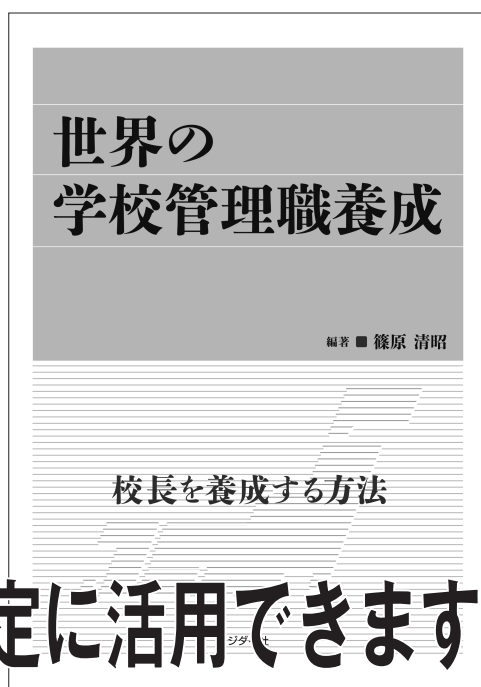 世界の
学校管理職養成
編著 ■ 篠原 清昭
校長を養成する方法
定に活用できます